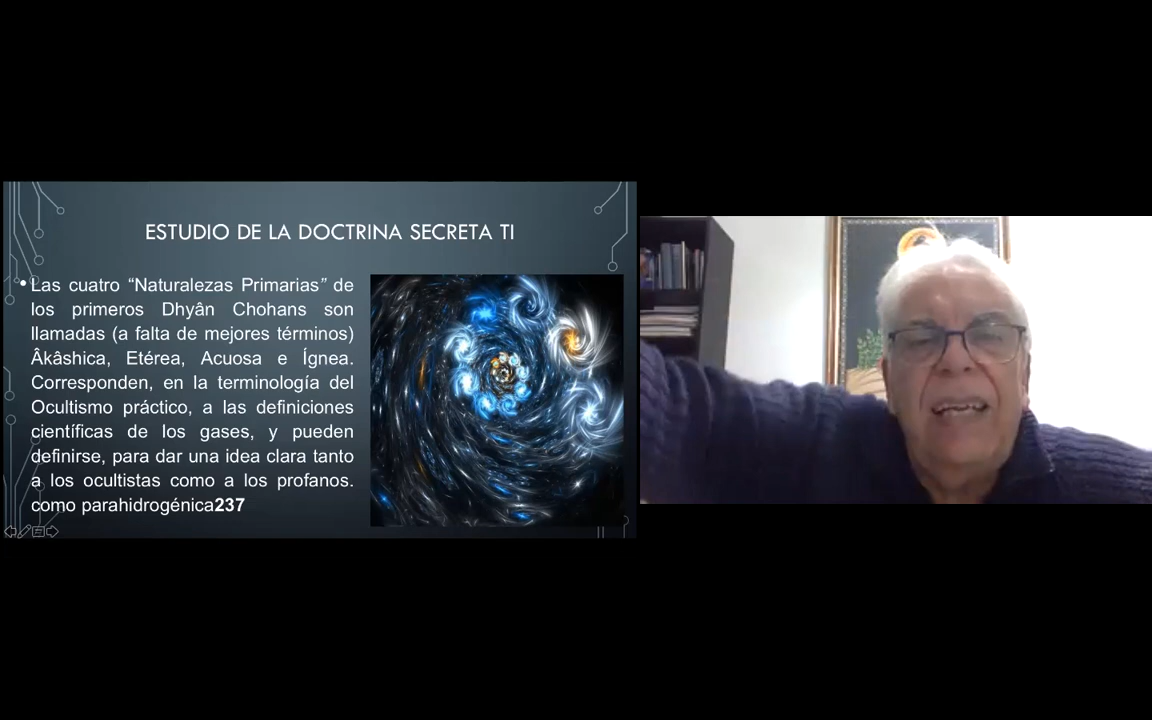 ESTUDIO DE LA DOCTRINA SECRETA TI
• Las cuatro “Naturalezas Primarias” de
los primeros Dhyân Chohans son
llamadas (a falta de mejores términos)
Âkâshica, Etérea, Acuosa e Ígnea.
Corresponden, en la terminología del
Ocultismo práctico, a las definiciones
científicas de los gases, y pueden
definirse, para dar una idea clara tanto
a los ocultistas como a los profanos.
como parahidrogénica237